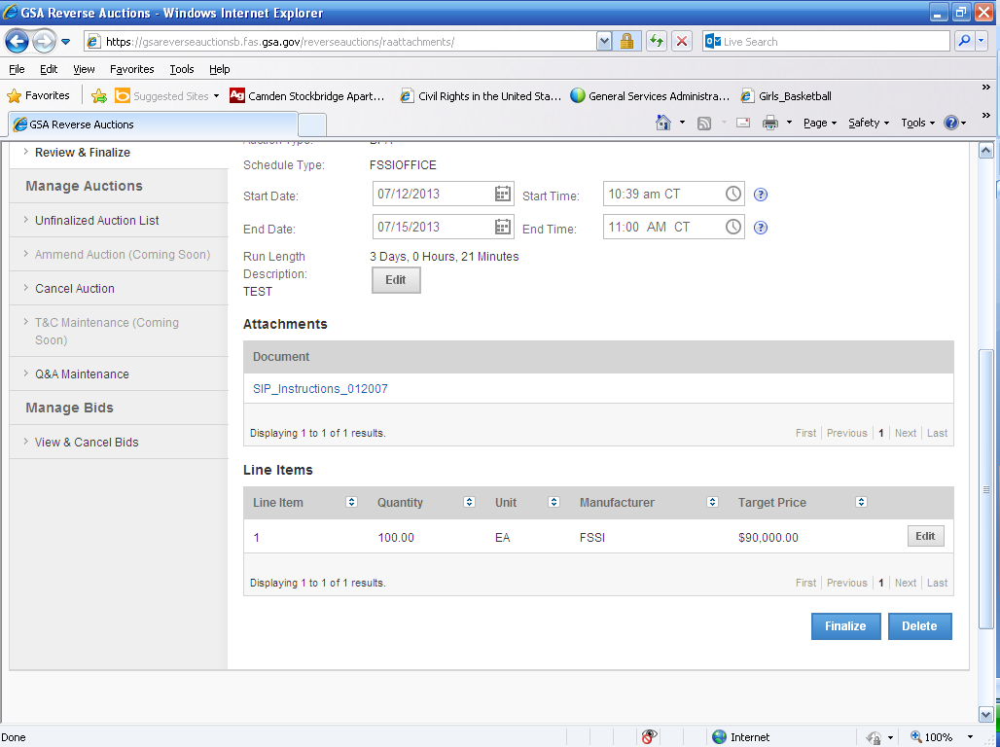 GSA Reverse Auctions - Windows Internet Explorer
https://gsareverseauctionsb.fas.gsa.gov/reverseauctions/raattachments/
Live Search
File Edit View Favorites Tools Help
Favorites
Suggested Sites
Camden Stockbridge Apart...
Civil Rights in the United Sta...
General Services Administra...
Girls_Basketball
GSA Reverse Auctions
Page Safety Tools
Review & Finalize
Manage Auctions
Unfinalized Auction List
Ammend Auction (Coming Soon)
Cancel Auction
T&C Maintenance (Coming
Soon)
Q&A Maintenance
Manage Bids
View & Cancel Bids
Schedule Type: FSSIOFFICE
Start Date: 07/12/2013 Start Time: 10:39 am CT
End Date: 07/15/2013 End Time: 11:00 AM CT
Run Length 3 Days, 0 Hours, 21 Minutes
Description:
TEST
Edit
Attachments
Document
SIP_Instructions_012007
Displaying 1 to 1 of 1 results. First Previous 1 Next Last
Line Items
Line Item Quantity Unit Manufacturer Target Price
1 100.00 EA FSSI $90,000.00 Edit
Displaying 1 to 1 of 1 results. First Previous 1 Next Last
Finalize Delete
Done Internet 100%